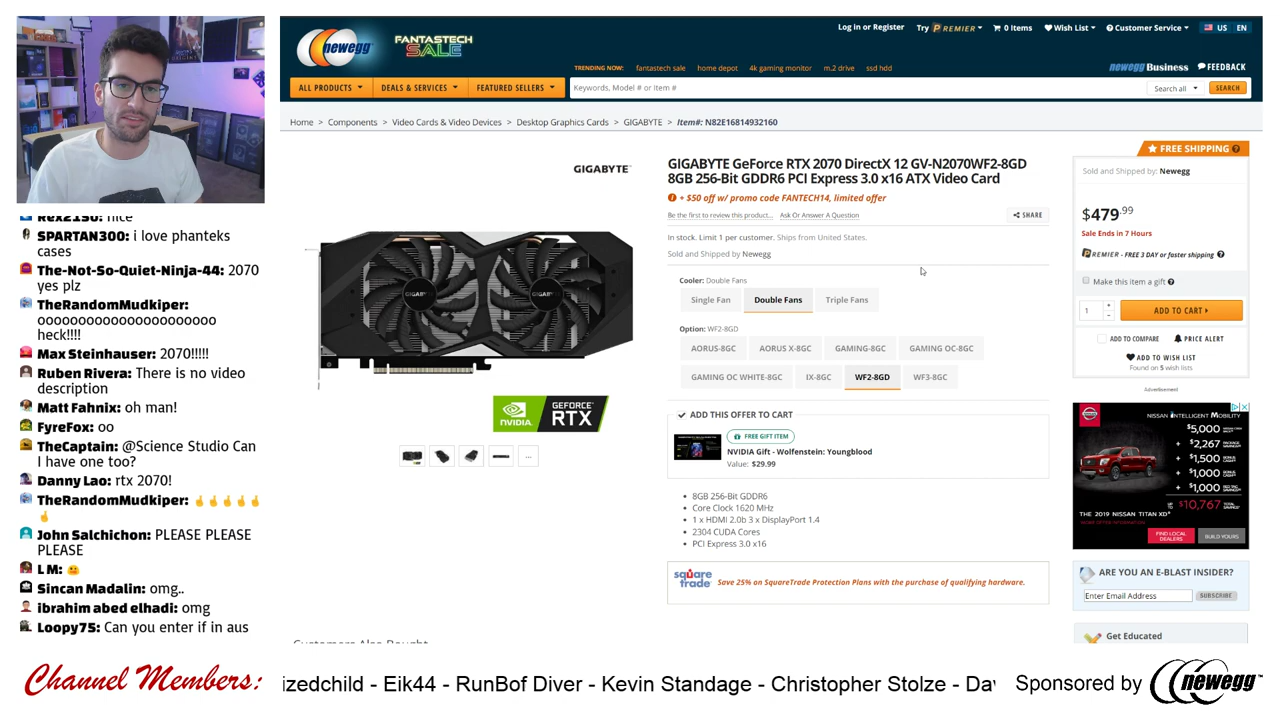 newegg
FANTASTECH
SALE
Log in or Register
Try PREMIER
0 Items
Wish List
Customer Service
US
EN
TRENDING NOW:
fantastech sale
home depot
4k gaming monitor
m.2 drive
ssd hdd
newegg Business
FEEDBACK
ALL PRODUCTS
DEALS & SERVICES
FEATURED SELLERS
Keywords, Model # or Item #
Search all
SEARCH
Home > Components > Video Cards & Video Devices > Desktop Graphics Cards > GIGABYTE > Item#: N82E16814932160
GIGABYTE™
GIGABYTE GeForce RTX 2070 DirectX 12 GV-N2070WF2-8GD
8GB 256-Bit GDDR6 PCI Express 3.0 x16 ATX Video Card
+ $50 off w/ promo code FANTECH14, limited offer
Be the first to review this product...
Ask Or Answer A Question
SHARE
In stock. Limit 1 per customer. Ships from United States.
Sold and Shipped by Newegg
Cooler: Double Fans
Single Fan
Double Fans
Triple Fans
Option: WF2-8GD
AORUS-8GC
AORUS X-8GC
GAMING-8GC
GAMING OC-8GC
GAMING OC WHITE-8GC
IX-8GC
WF2-8GD
WF3-8GC
NVIDIA
GEFORCE
RTX
...
ADD THIS OFFER TO CART
FREE GIFT ITEM
NVIDIA Gift - Wolfenstein: Youngblood
Value: $29.99
• 8GB 256-Bit GDDR6
• Core Clock 1620 MHz
• 1 x HDMI 2.0b 3 x DisplayPort 1.4
• 2304 CUDA Cores
• PCI Express 3.0 x16
square trade
Save 25% on SquareTrade Protection Plans with the purchase of qualifying hardware.
FREE SHIPPING
Sold and Shipped by: Newegg
$479.99
Sale Ends in 7 Hours
PREMIER - FREE 3 DAY or faster shipping
Make this item a gift
1
ADD TO CART
ADD TO COMPARE
PRICE ALERT
ADD TO WISH LIST
Found on 5 wish lists
Advertisement
NISSAN INTELLIGENT MOBILITY
$5,000
+ $2,267
+ $1,500
+ $1,000
+ $1,000
$10,767
THE 2019 NISSAN TITAN XD®
FIND LOCAL DEALERS
BUILD YOURS
ARE YOU AN E-BLAST INSIDER?
Enter Email Address
SUBSCRIBE
Get Educated
Rex2150: nice
SPARTAN300: i love phanteks
cases
The-Not-So-Quiet-Ninja-44: 2070
yes plz
TheRandomMudkiper:
oooooooooooooooooooooo
heck!!!!
Max Steinhauser: 2070!!!!!
Ruben Rivera: There is no video
description
Matt Fahnix: oh man!
FyreFox: oo
TheCaptain: @Science Studio Can
I have one too?
Danny Lao: rtx 2070!
TheRandomMudkiper:
John Salchichon: PLEASE PLEASE
PLEASE
L M:
Sincan Madalin: omg..
ibrahim abed elhadi: omg
Loopy75: Can you enter if in aus
Channel Members:
izedchild - Eik44 - RunBof Diver - Kevin Standage - Christopher Stolze - Da
Sponsored by newegg™